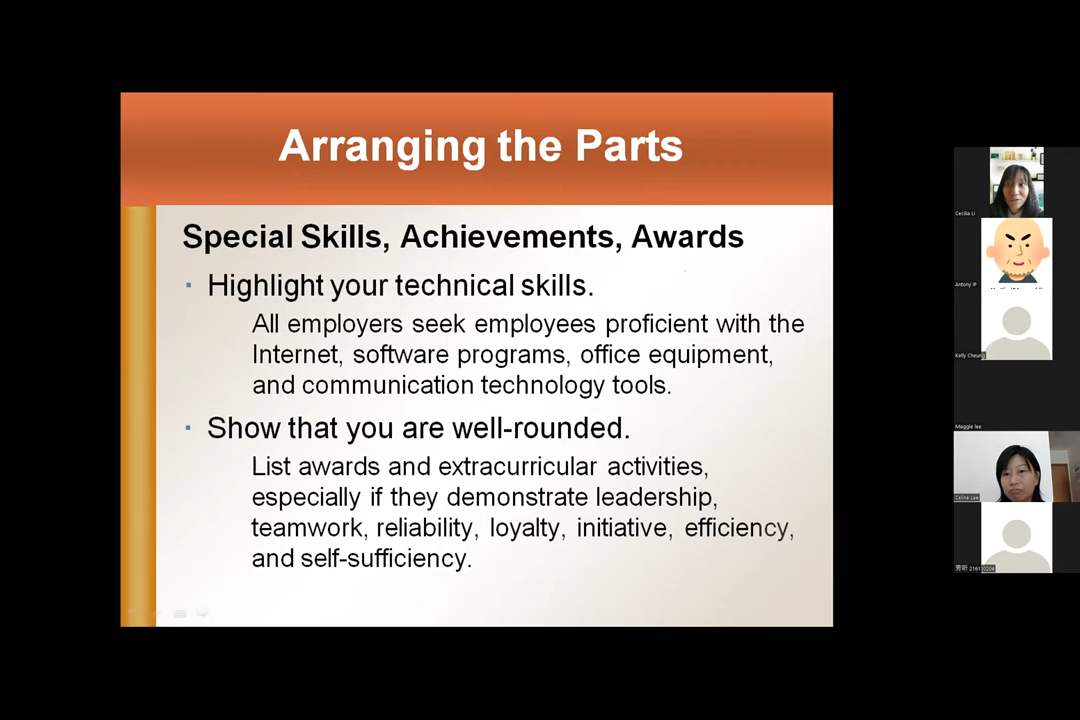 Arranging the Parts
Special Skills, Achievements, Awards
Highlight your technical skills.
All employers seek employees proficient with the
Internet, software programs, office equipment,
and communication technology tools.
Show that you are well-rounded.
List awards and extracurricular activities,
especially if they demonstrate leadership,
teamwork, reliability, loyalty, initiative, efficiency,
and self-sufficiency.
Cecilia Li
Antony IP
Kelly Cheung
Maggie lee
Celine Lee